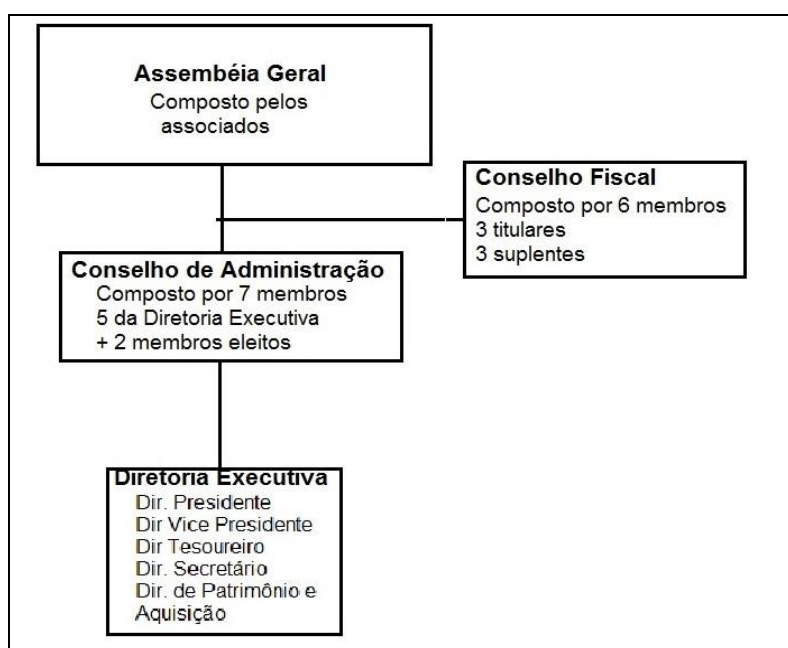 Assembéia Geral
Composto pelos
associados
Conselho Fiscal
Composto por 6 membros
3 titulares
3 suplentes
Conselho de Administração
Composto por 7 membros
5 da Diretoria Executiva
+ 2 membros eleitos
Diretoria Executiva
Dir. Presidente
Dir Vice Presidente
Dir Tesoureiro
Dir. Secretário
Dir. de Patrimônio e
Aquisição